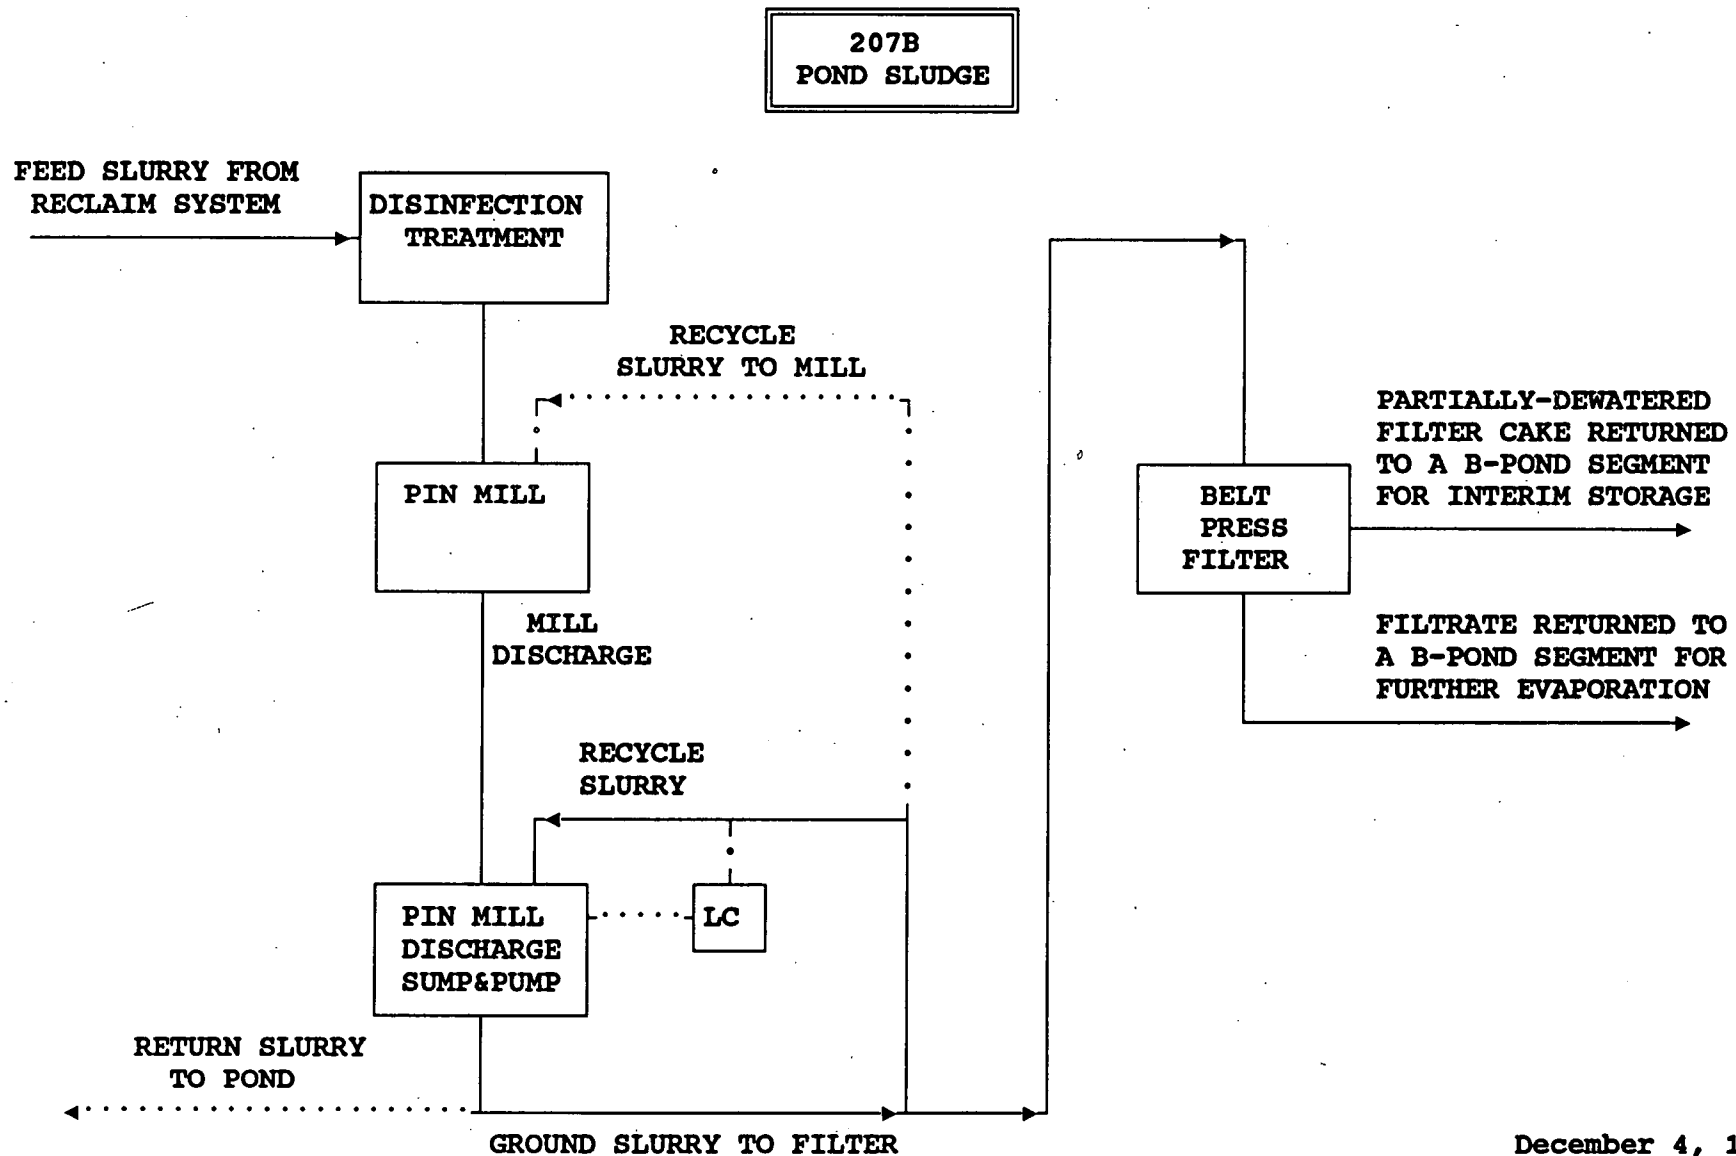 207B
POND SLUDGE
FEED SLURRY FROM
RECLAIM SYSTEM
DISINFECTION
TREATMENT
RECYCLE
SLURRY TO MILL
PIN MILL
MILL
DISCHARGE
RECYCLE
SLURRY
PIN MILL
DISCHARGE
SUMP&PUMP
LC
RETURN SLURRY
TO POND
GROUND SLURRY TO FILTER
BELT
PRESS
FILTER
PARTIALLY-DEWATERED
FILTER CAKE RETURNED
TO A B-POND SEGMENT
FOR INTERIM STORAGE
FILTRATE RETURNED TO
A B-POND SEGMENT FOR
FURTHER EVAPORATION
December 4, 1